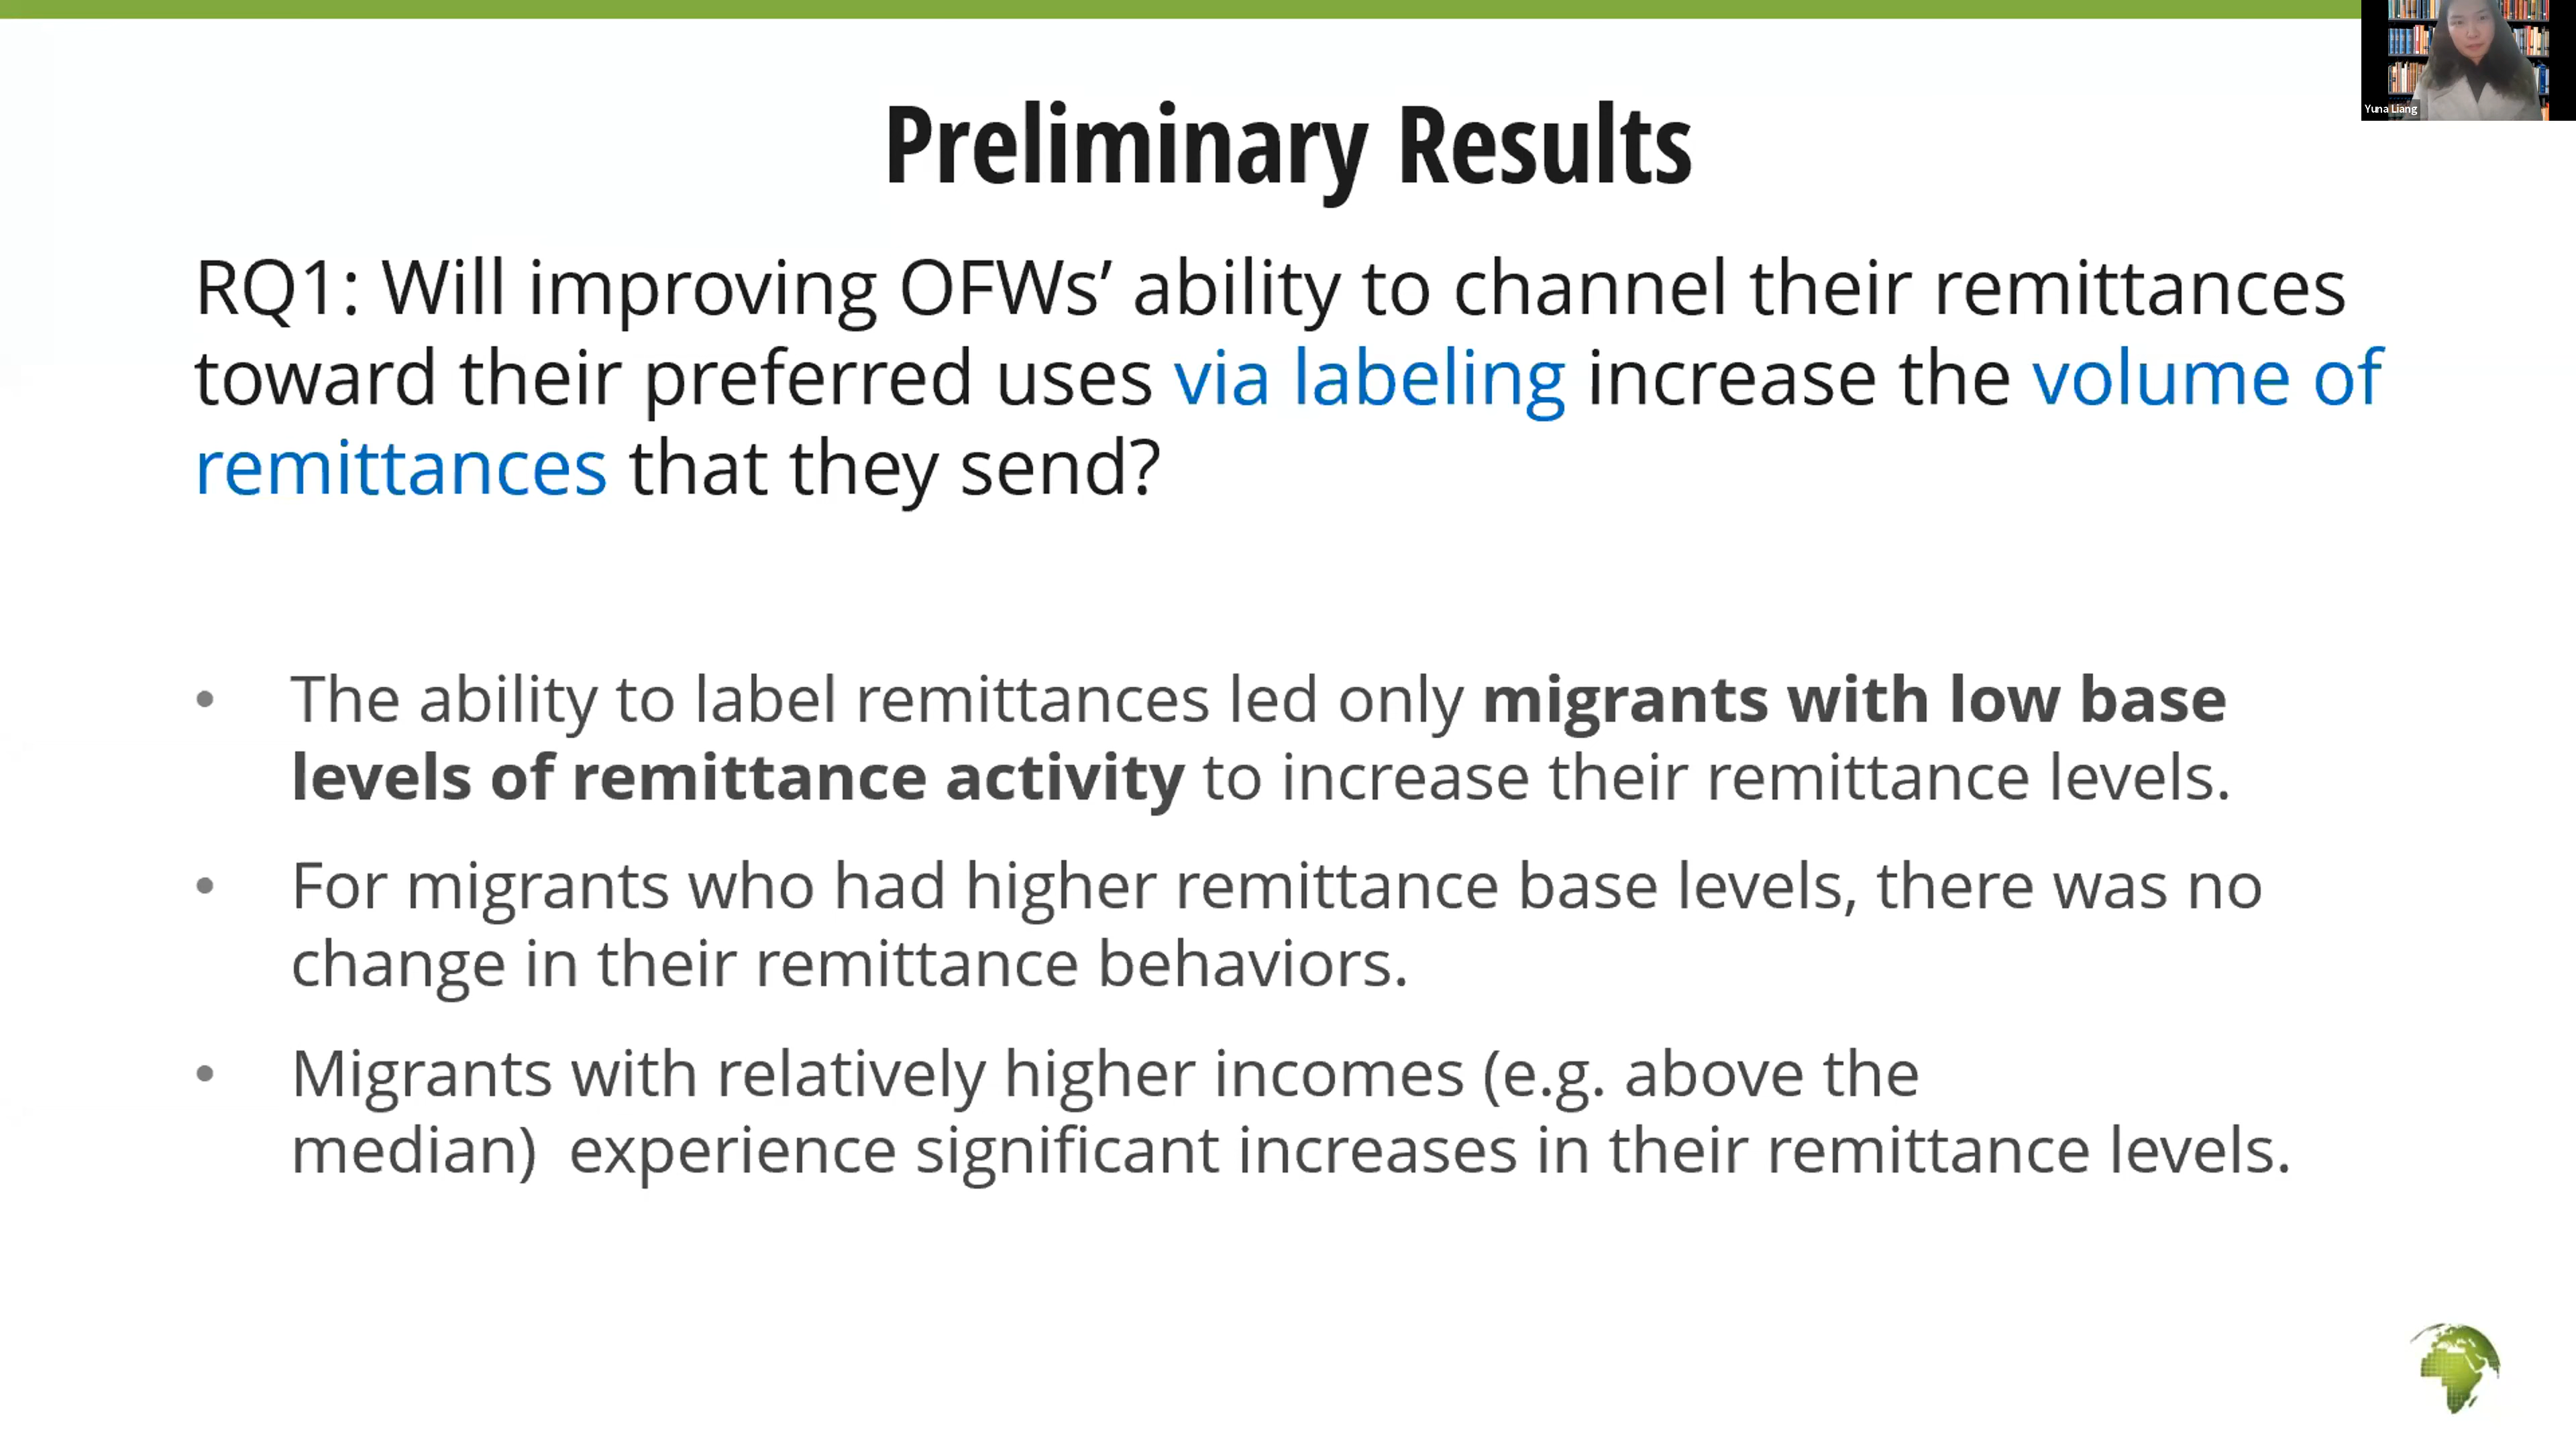 Yuna Liang
Preliminary Results
RQ1: Will improving OFWs’ ability to channel their remittances
toward their preferred uses via labeling increase the volume of
remittances that they send?
• The ability to label remittances led only migrants with low base
levels of remittance activity to increase their remittance levels.
• For migrants who had higher remittance base levels, there was no
change in their remittance behaviors.
• Migrants with relatively higher incomes (e.g. above the
median)  experience significant increases in their remittance levels.